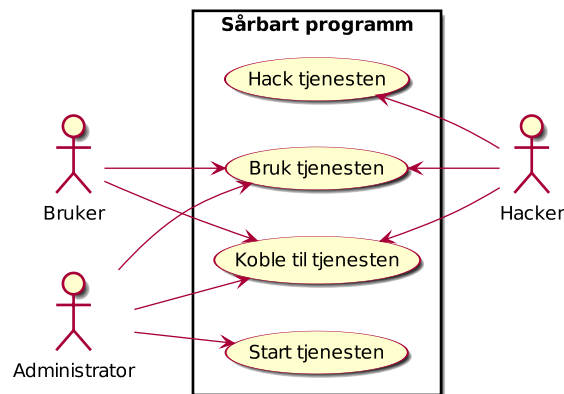 Sårbart programm
Hack tjenesten
Bruk tjenesten
Bruker
Hacker
Koble til tjenesten
Start tjenesten
Administrator